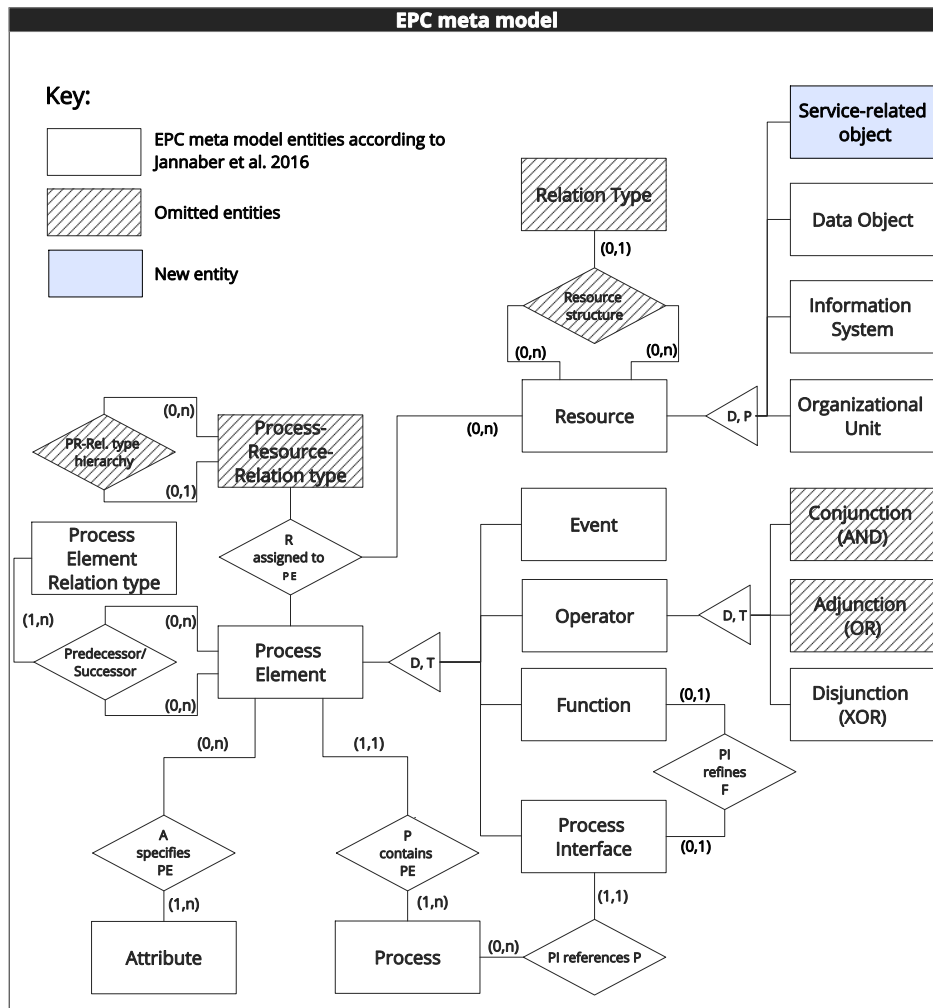 EPC meta model
Key:
EPC meta model entities according to
Jannaber et al. 2016
Omitted entities
New entity
Service-related
object
Data Object
Information
System
Organizational
Unit
Relation Type
(0,1)
Resource
structure
(0,n)
(0,n)
Resource
D, P
(0,n)
(0,n)
PR-Rel. type
hierarchy
(0,1)
Process-
Resource-
Relation type
R
assigned to
PE
Process
Element
Relation type
(1,n)
(0,n)
Predecessor/
Successor
(0,n)
Process
Element
D, T
Event
Operator
D, T
Conjunction
(AND)
Adjunction
(OR)
Disjunction
(XOR)
Function
(0,1)
PI
refines
F
(0,1)
Process
Interface
(0,n)
(1,1)
A
specifies
PE
P
contains
PE
(1,n)
(1,n)
(1,1)
Attribute
Process
(0,n)
PI references P